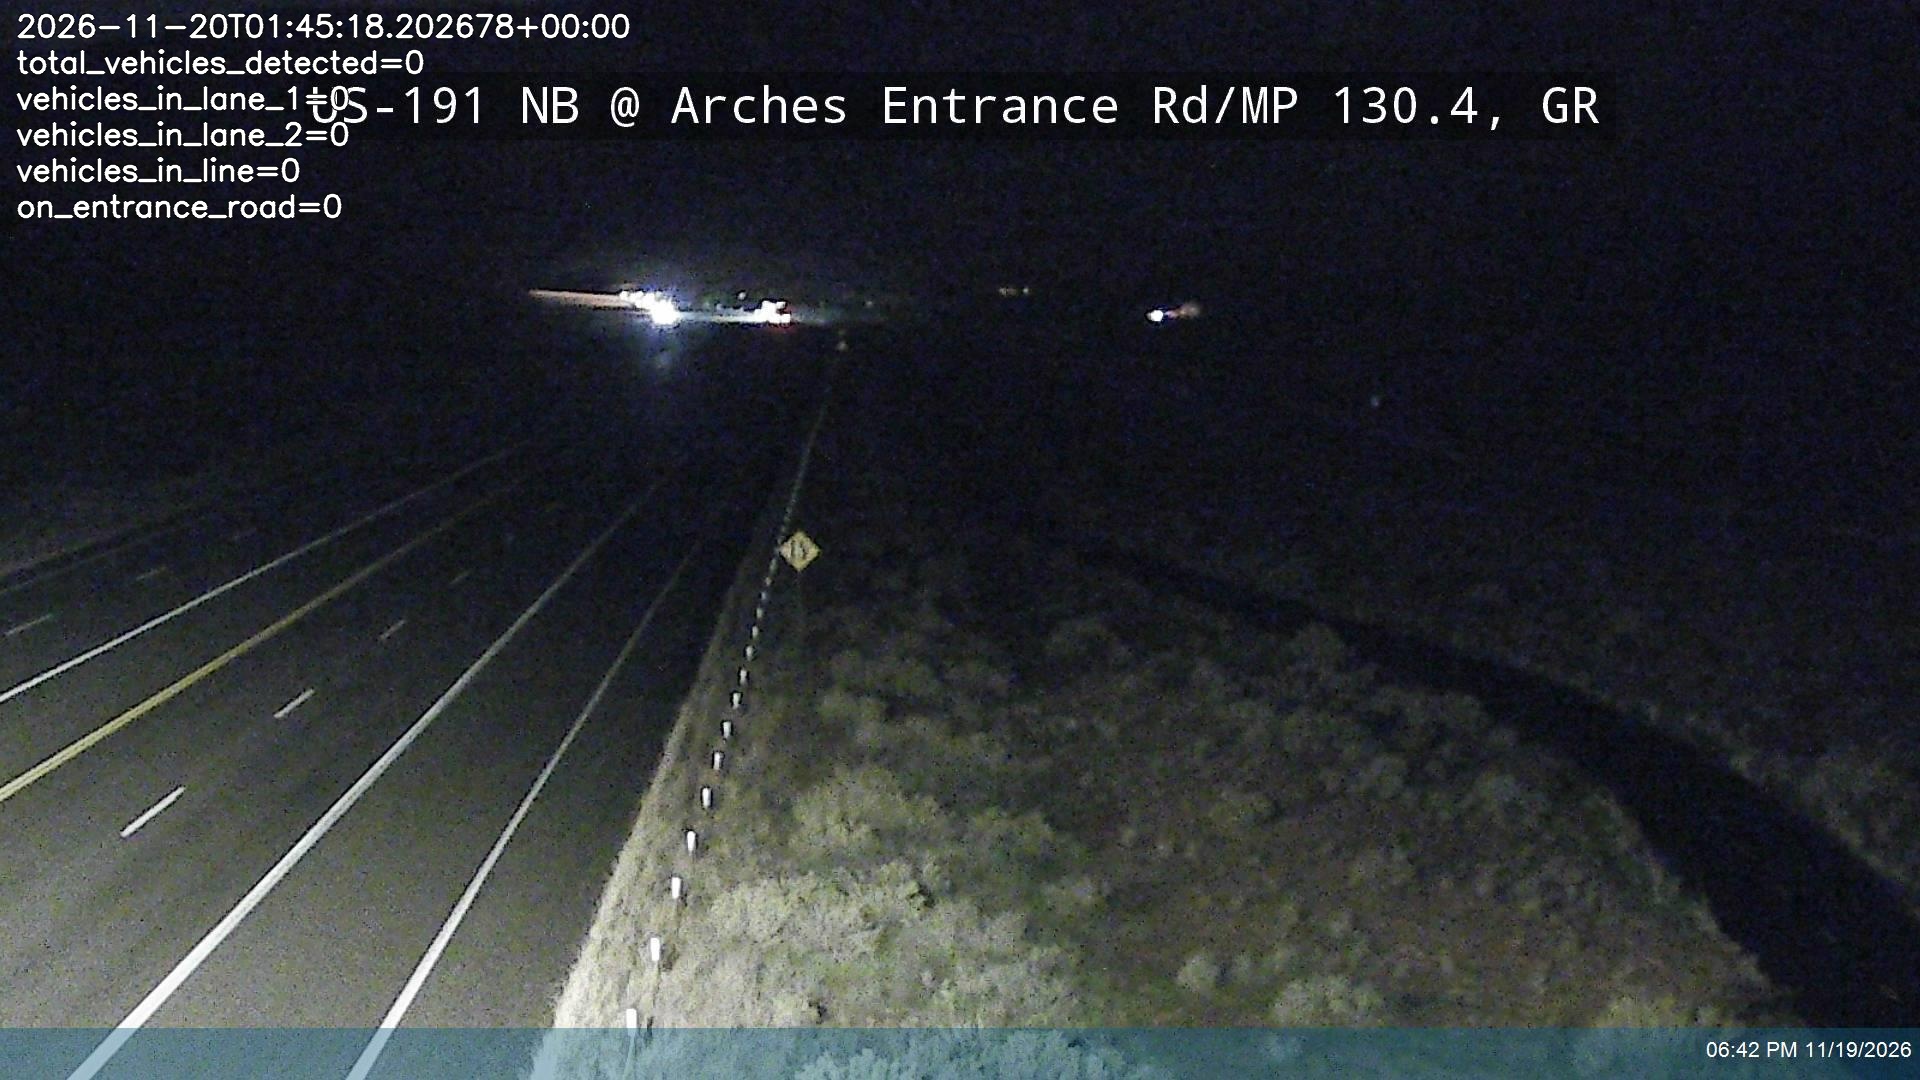 2026-11-20T01:45:18.202678+00:00
total_vehicles_detected=0
vehicles_in_lane_1=0
US-191 NB @ Arches Entrance Rd/MP 130.4, GR
vehicles_in_lane_2=0
vehicles_in_line=0
on_entrance_road=0
06:42 PM 11/19/2026